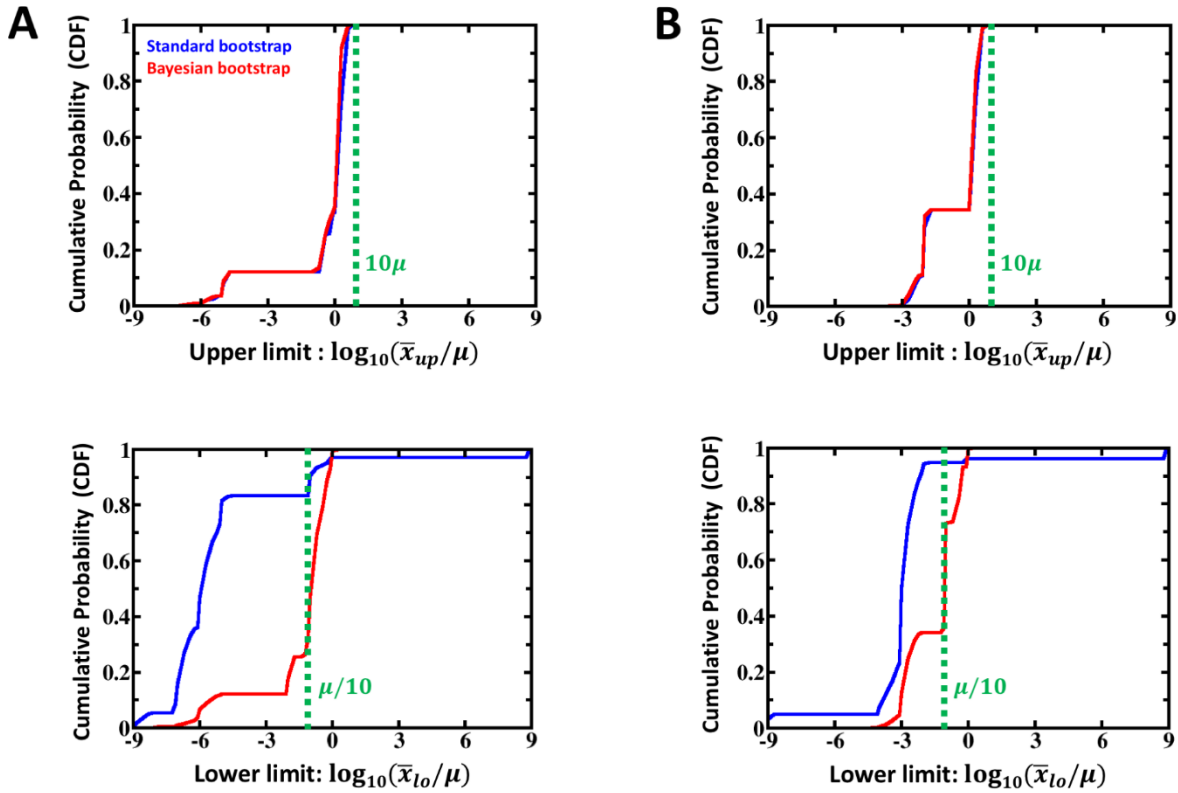 A
B
Cumulative Probability (CDF)
1
0.8
0.6
0.4
0.2
0
Standard bootstrap
Bayesian bootstrap
10μ
-9 -6 -3 0 3 6 9
Upper limit : log₁₀(x̄ᵤₚ/μ)
Cumulative Probability (CDF)
1
0.8
0.6
0.4
0.2
0
10μ
-9 -6 -3 0 3 6 9
Upper limit : log₁₀(x̄ᵤₚ/μ)
Cumulative Probability (CDF)
1
0.8
0.6
0.4
0.2
0
μ/10
-9 -6 -3 0 3 6 9
Lower limit: log₁₀(x̄ₗₒ/μ)
Cumulative Probability (CDF)
1
0.8
0.6
0.4
0.2
0
μ/10
-9 -6 -3 0 3 6 9
Lower limit: log₁₀(x̄ₗₒ/μ)